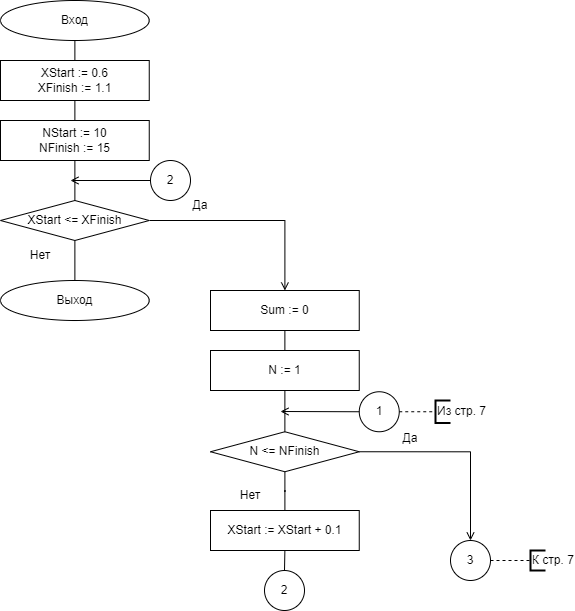 Вход
XStart := 0.6
XFinish := 1.1
NStart := 10
NFinish := 15
2
Да
XStart <= XFinish
Нет
Выход
Sum := 0
N := 1
1
Из стр. 7
Да
N <= NFinish
Нет
XStart := XStart + 0.1
3
К стр. 7
2